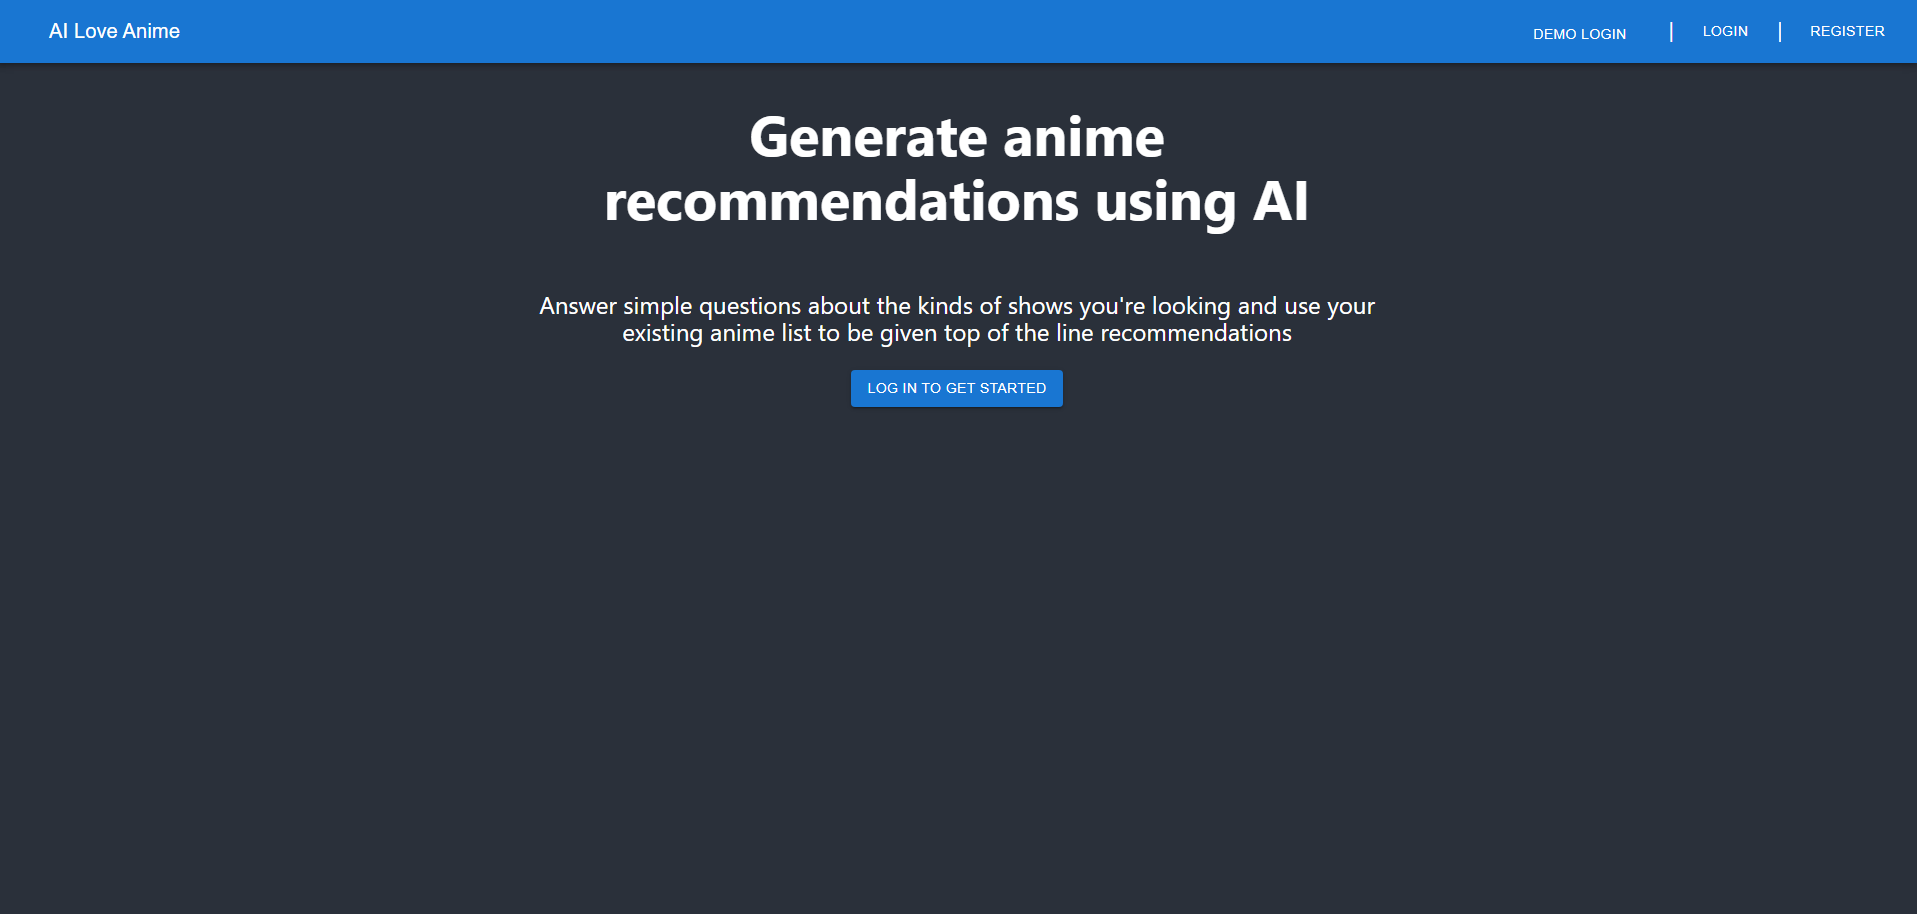 AI Love Anime
DEMO LOGIN | LOGIN | REGISTER
Generate anime
recommendations using AI
Answer simple questions about the kinds of shows you're looking and use your
existing anime list to be given top of the line recommendations
LOG IN TO GET STARTED